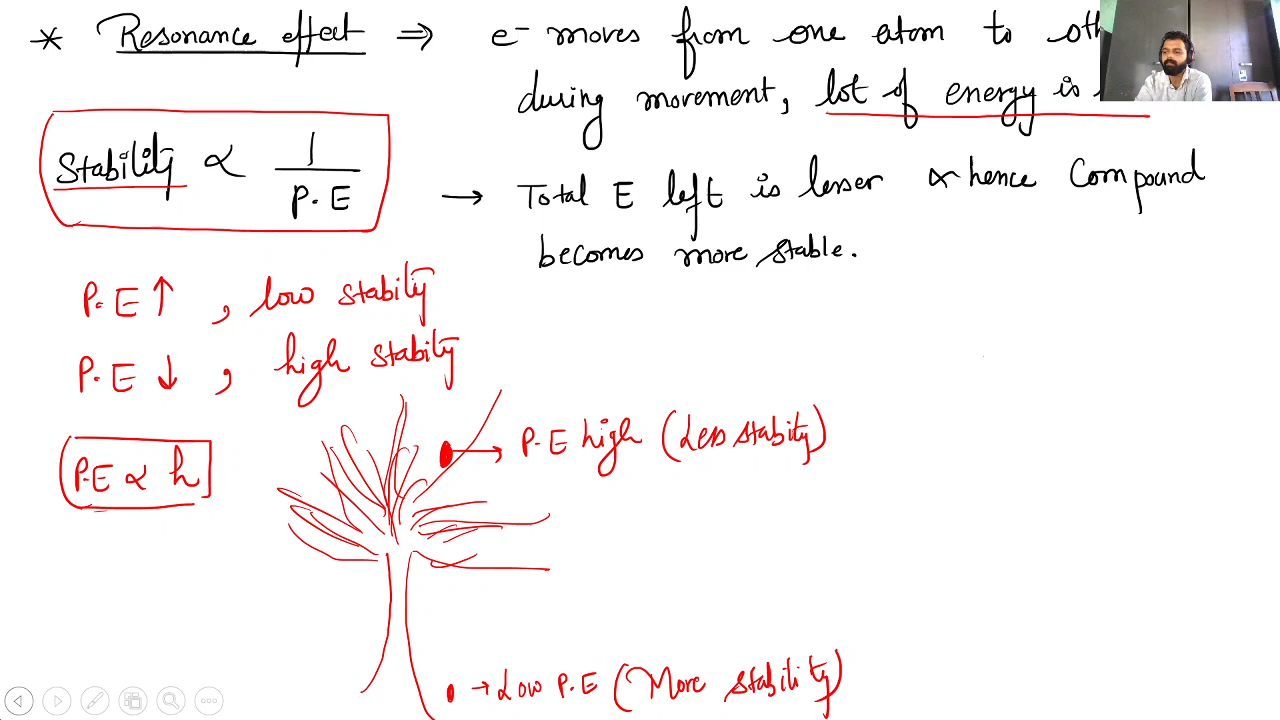 * Resonance effect ⇒ e- moves from one atom to
during movement, lot of energy is
Stability ∝ 1 / P.E
→ Total E left is lesser & hence Compound
becomes more stable.
P.E ↑ , low stability
P.E ↓ , high stability
P.E ∝ h
P.E high (Less stability)
→ Low P.E (More stability)